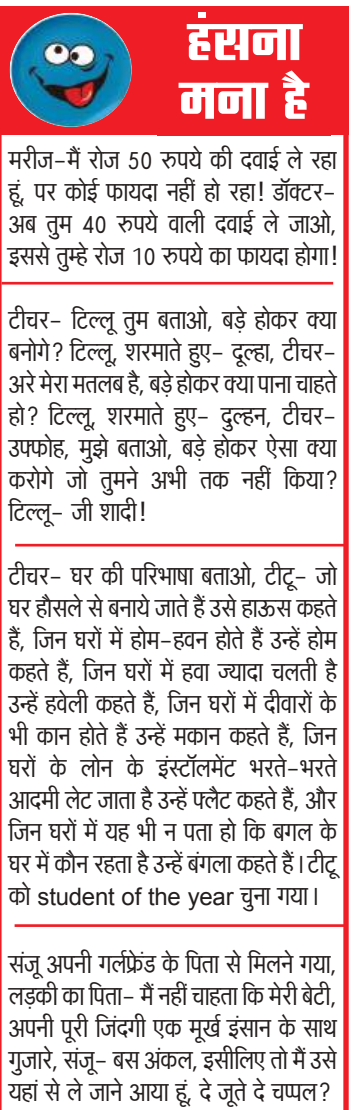 हंसना
मना है
मरीज-मैं रोज 50 रुपये की दवाई ले रहा
हूं, पर कोई फायदा नहीं हो रहा! डॉक्टर-
अब तुम 40 रुपये वाली दवाई ले जाओ,
इससे तुम्हे रोज 10 रुपये का फायदा होगा!
टीचर- टिल्लू तुम बताओ, बड़े होकर क्या
बनोगे? टिल्लू, शरमाते हुए- दूल्हा, टीचर-
अरे मेरा मतलब है, बड़े होकर क्या पाना चाहते
हो? टिल्लू, शरमाते हुए- दुल्हन, टीचर-
उफ्फोह, मुझे बताओ, बड़े होकर ऐसा क्या
करोगे जो तुमने अभी तक नहीं किया?
टिल्लू- जी शादी!
टीचर- घर की परिभाषा बताओ, टीटू- जो
घर हौसले से बनाये जाते हैं उसे हाऊस कहते
हैं, जिन घरों में होम-हवन होते हैं उन्हें होम
कहते हैं, जिन घरों में हवा ज्यादा चलती है
उन्हें हवेली कहते हैं, जिन घरों में दीवारों के
भी कान होते हैं उन्हें मकान कहते हैं, जिन
घरों के लोन के इंस्टॉलमेंट भरते-भरते
आदमी लेट जाता है उन्हें फ्लैट कहते हैं, और
जिन घरों में यह भी न पता हो कि बगल के
घर में कौन रहता है उन्हें बंगला कहते हैं। टीटू
को student of the year चुना गया।
संजू अपनी गर्लफ्रेंड के पिता से मिलने गया,
लड़की का पिता- मैं नहीं चाहता कि मेरी बेटी,
अपनी पूरी जिंदगी एक मूर्ख इंसान के साथ
गुजारे, संजू- बस अंकल, इसीलिए तो मैं उसे
यहां से ले जाने आया हूं, दे जूते दे चप्पल?